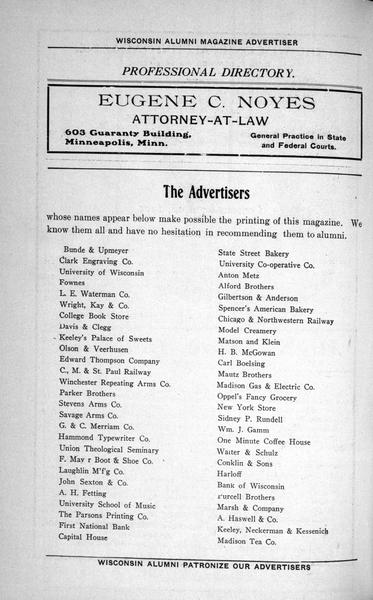 WISCONSIN ALUMNI MAGAZINE ADVERTISER
PROFESSIONAL DIRECTORY.
EUGENE C. NOYES
ATTORNEY-AT-LAW
603 Guaranty Building,
Minneapolis, Minn.
General Practice in State
and Federal Courts.
The Advertisers
whose names appear below make possible the printing of this magazine. We
know them all and have no hesitation in recommending them to alumni.
Bunde & Upmeyer
Clark Engraving Co.
University of Wisconsin
Fownes
L. E. Waterman Co.
Wright, Kay & Co.
College Book Store
Davis & Clegg
Keeley's Palace of Sweets
Olson & Veerhusen
Edward Thompson Company
C., M. & St. Paul Railway
Winchester Repeating Arms Co.
Parker Brothers
Stevens Arms Co.
Savage Arms Co.
G. & C. Merriam Co.
Hammond Typewriter Co.
Union Theological Seminary
F. May r Boot & Shoe Co.
Laughlin M'f'g Co.
John Sexton & Co.
A. H. Fetting
University School of Music
The Parsons Printing Co.
First National Bank
Capital House
State Street Bakery
University Co-operative Co.
Anton Metz
Alford Brothers
Gilbertson & Anderson
Spencer's American Bakery
Chicago & Northwestern Railway
Model Creamery
Matson and Klein
H. B. McGowan
Carl Boelsing
Mautz Brothers
Madison Gas & Electric Co.
Oppel's Fancy Grocery
New York Store
Sidney P. Rundell
Wm. J. Gamm
One Minute Coffee House
Walter & Schulz
Conklin & Sons
Harloff
Bank of Wisconsin
Purcell Brothers
Marsh & Company
A. Haswell & Co.
Keeley, Neckerman & Kessenich
Madison Tea Co.
WISCONSIN ALUMNI PATRONIZE OUR ADVERTISERS